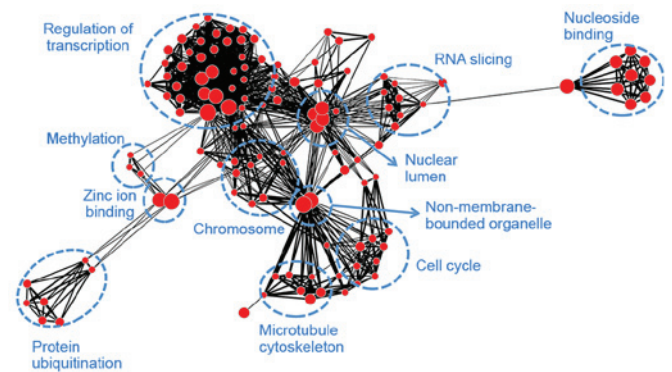 Regulation of
transcription
Nucleoside
binding
RNA slicing
Methylation
Nuclear
lumen
Zinc ion
binding
Chromosome
Non-membrane-
bounded organelle
Cell cycle
Microtubule
cytoskeleton
Protein
ubiquitination